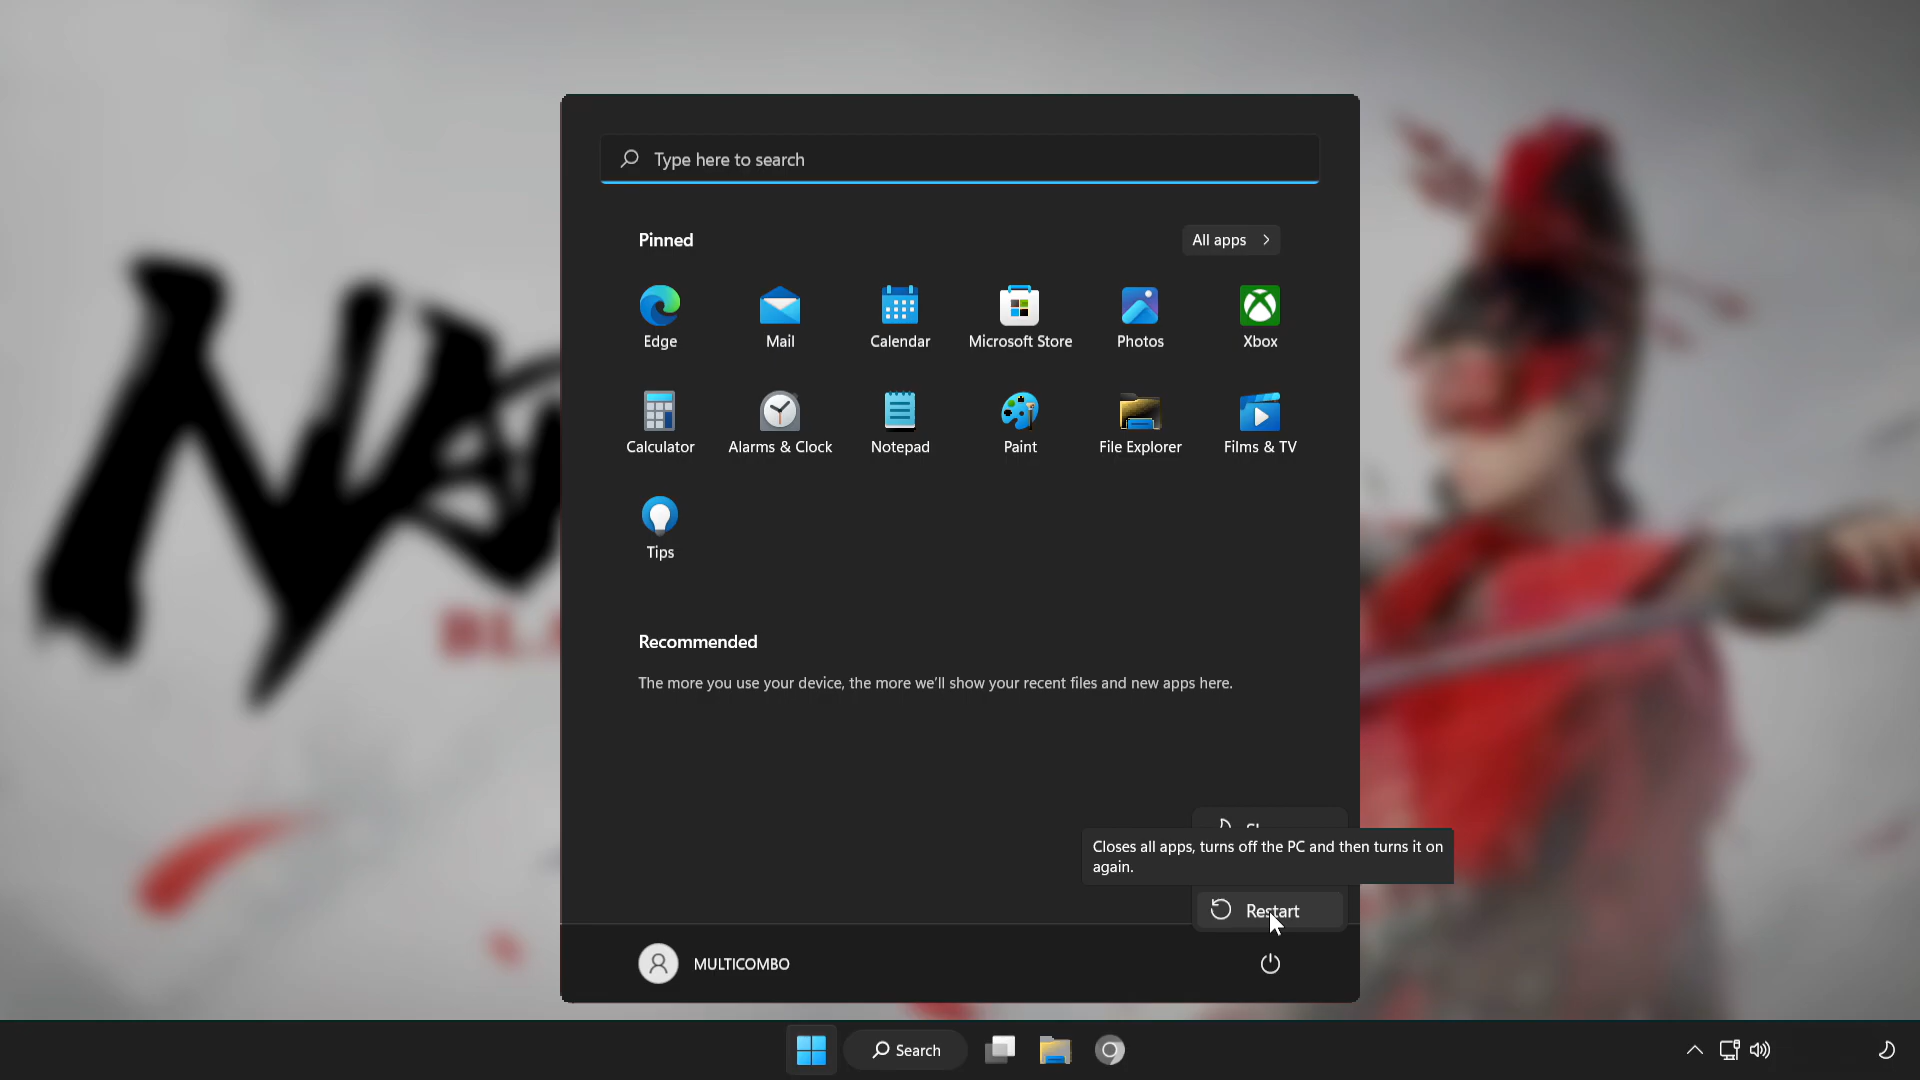 Type here to search
Pinned
All apps
Edge
Mail
Calendar
Microsoft Store
Photos
Xbox
Calculator
Alarms & Clock
Notepad
Paint
File Explorer
Films & TV
Tips
Recommended
The more you use your device, the more we'll show your recent files and new apps here.
Closes all apps, turns off the PC and then turns it on
again.
Restart
MULTICOMBO
Search